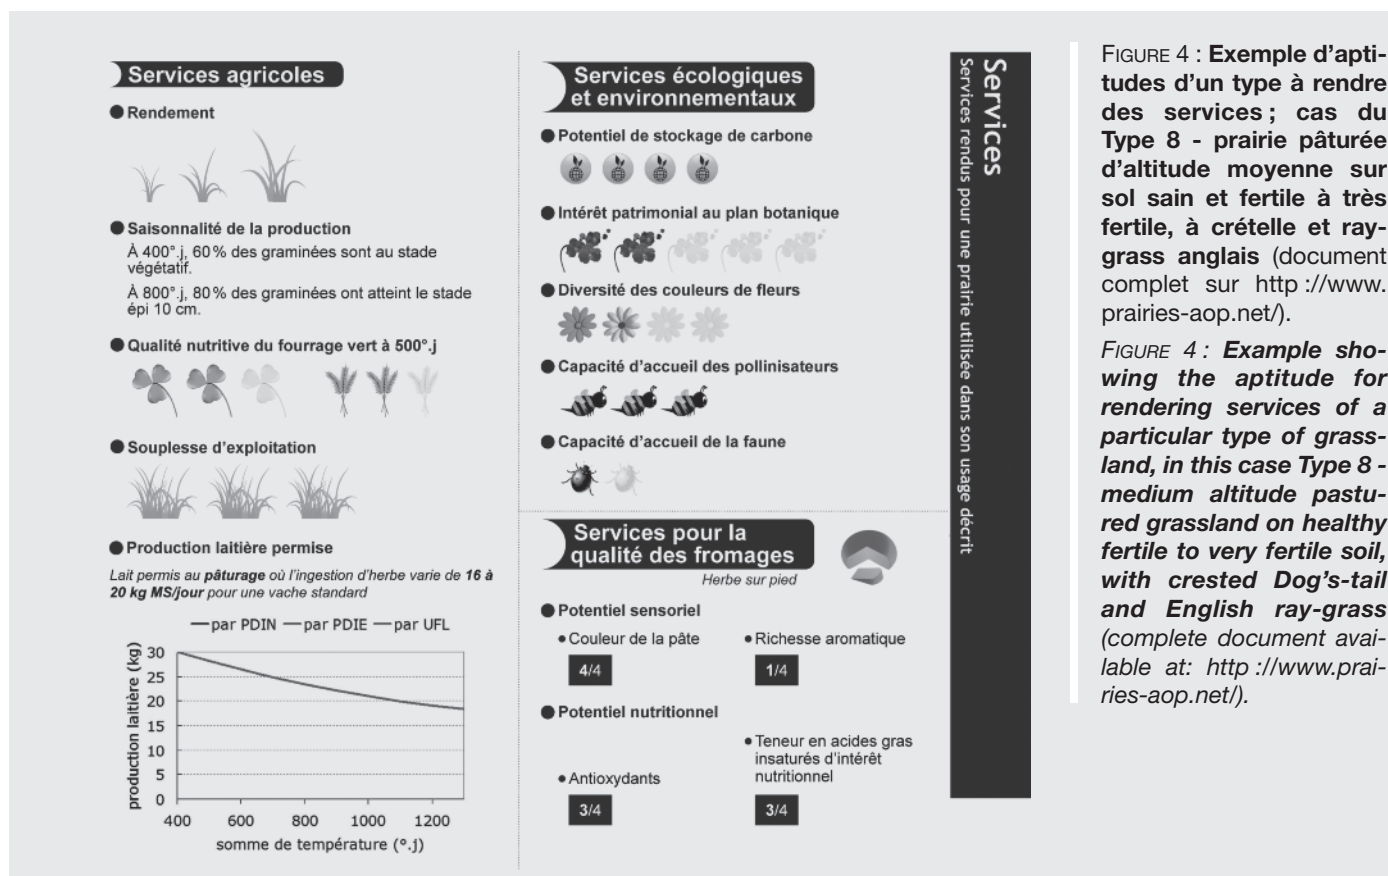 Services agricoles
● Rendement
● Saisonnalité de la production
À 400°.j, 60 % des graminées sont au stade
végétatif.
À 800°.j, 80 % des graminées ont atteint le stade
épi 10 cm.
● Qualité nutritive du fourrage vert à 500°.j
● Souplesse d'exploitation
● Production laitière permise
Lait permis au pâturage où l'ingestion d'herbe varie de 16 à
20 kg MS/jour pour une vache standard
par PDIN par PDIE par UFL
production laitière (kg)
30
25
20
15
10
5
0
400 600 800 1000 1200
somme de température (°.j)
Services écologiques
et environnementaux
● Potentiel de stockage de carbone
● Intérêt patrimonial au plan botanique
● Diversité des couleurs de fleurs
● Capacité d'accueil des pollinisateurs
● Capacité d'accueil de la faune
Services pour la
qualité des fromages
Herbe sur pied
● Potentiel sensoriel
• Couleur de la pâte • Richesse aromatique
4/4 1/4
● Potentiel nutritionnel
• Antioxydants
3/4
• Teneur en acides gras
insaturés d'intérêt
nutritionnel
3/4
Services
Services rendus pour une prairie utilisée dans son usage décrit
FIGURE 4 : Exemple d'apti-
tudes d'un type à rendre
des services ; cas du
Type 8 - prairie pâturée
d'altitude moyenne sur
sol sain et fertile à très
fertile, à crételle et ray-
grass anglais (document
complet sur http ://www.
prairies-aop.net/).
FIGURE 4 : Example sho-
wing the aptitude for
rendering services of a
particular type of grass-
land, in this case Type 8 -
medium altitude pastu-
red grassland on healthy
fertile to very fertile soil,
with crested Dog's-tail
and English ray-grass
(complete document avai-
lable at: http ://www.prai-
ries-aop.net/).